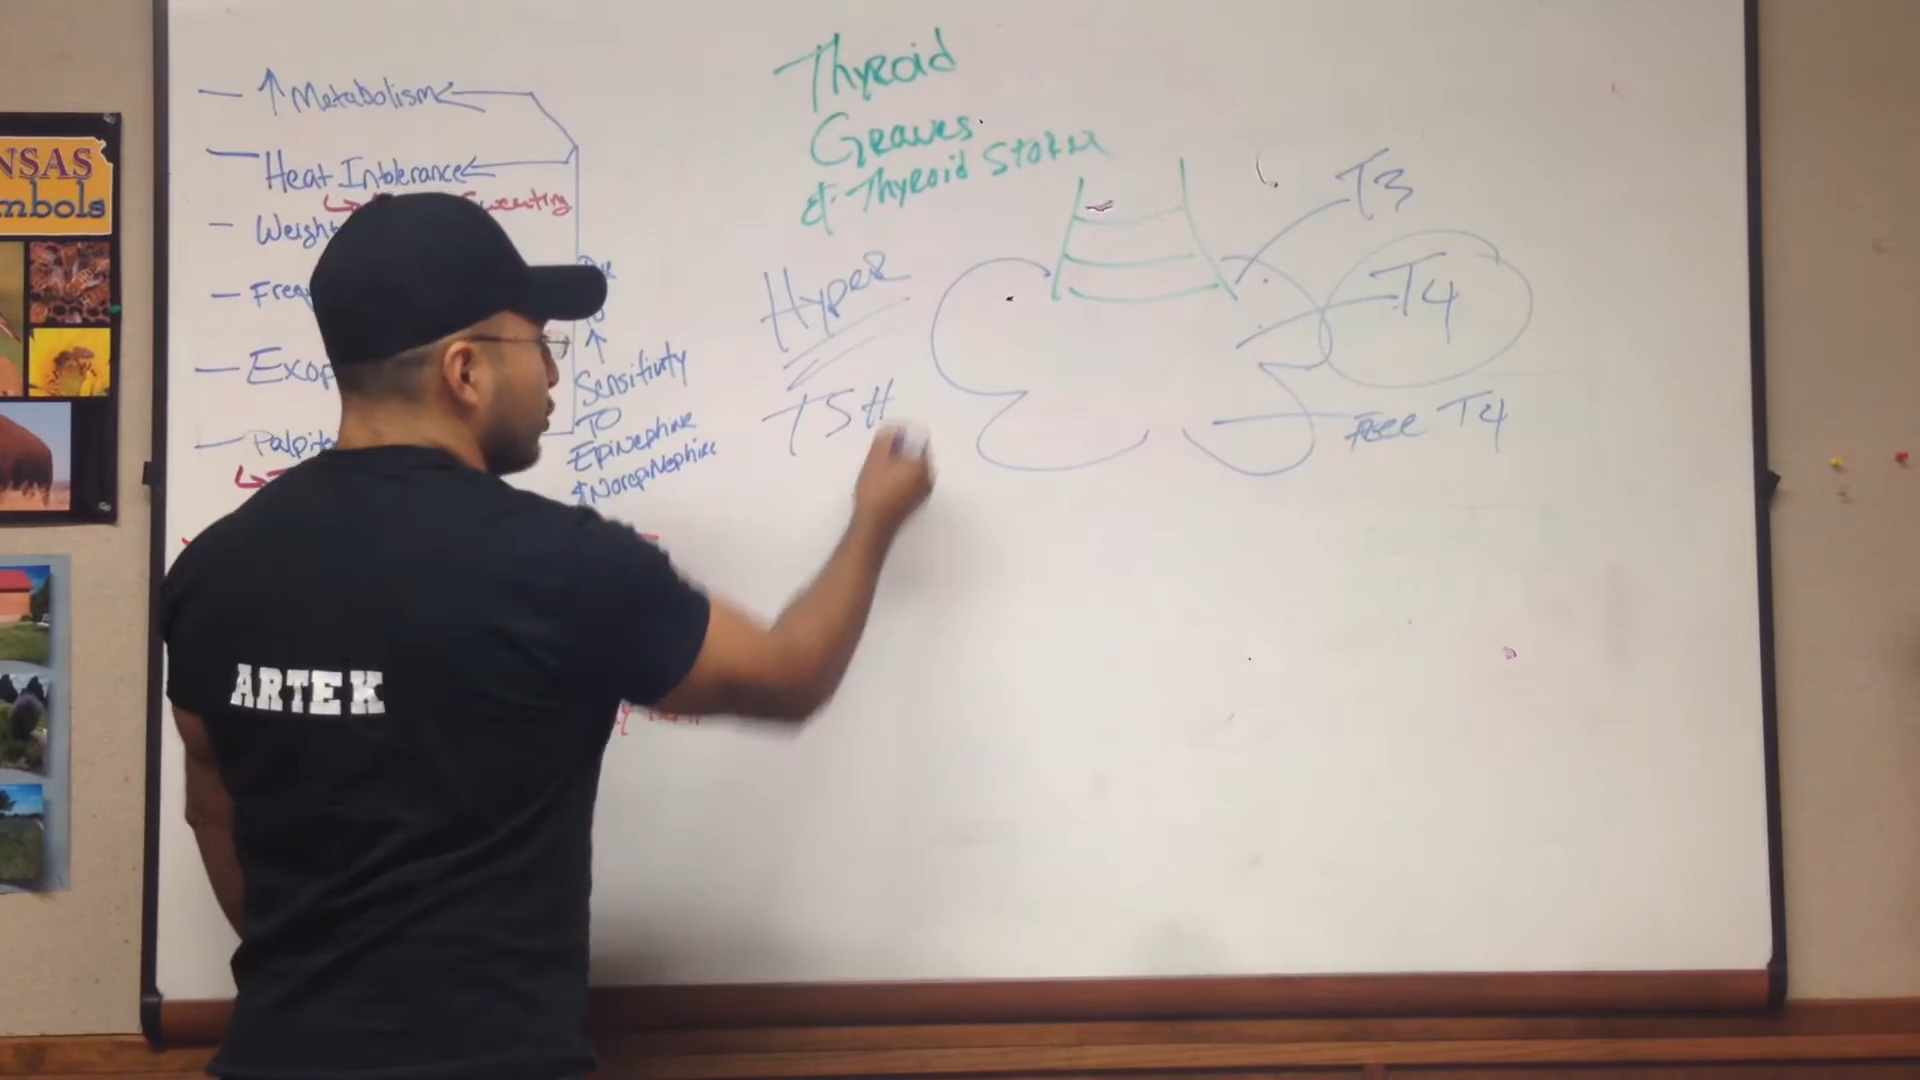 NSAS
mbols
— ↑ Metabolism
— Heat Intolerance
↳ Sweating
— Weight
— Freq
— Exop
— Palpit
↑
Sensitivity
TO
Epinephrine
& Norepinephrine
Thyroid
Graves
& Thyroid Storm
Hyper
TSH
T3
T4
Free T4
ARTEK